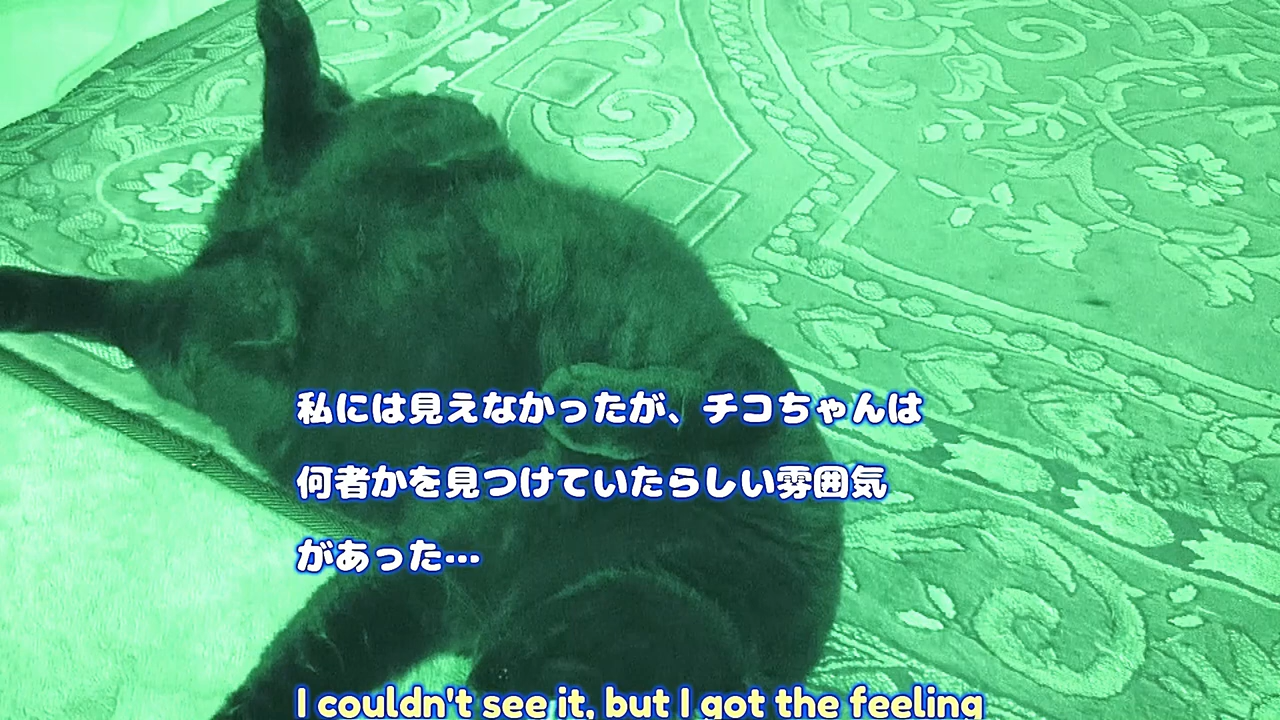 私には見えなかったが、チコちゃんは
何者かを見つけていたらしい雰囲気
があった…
I couldn't see it, but I got the feeling